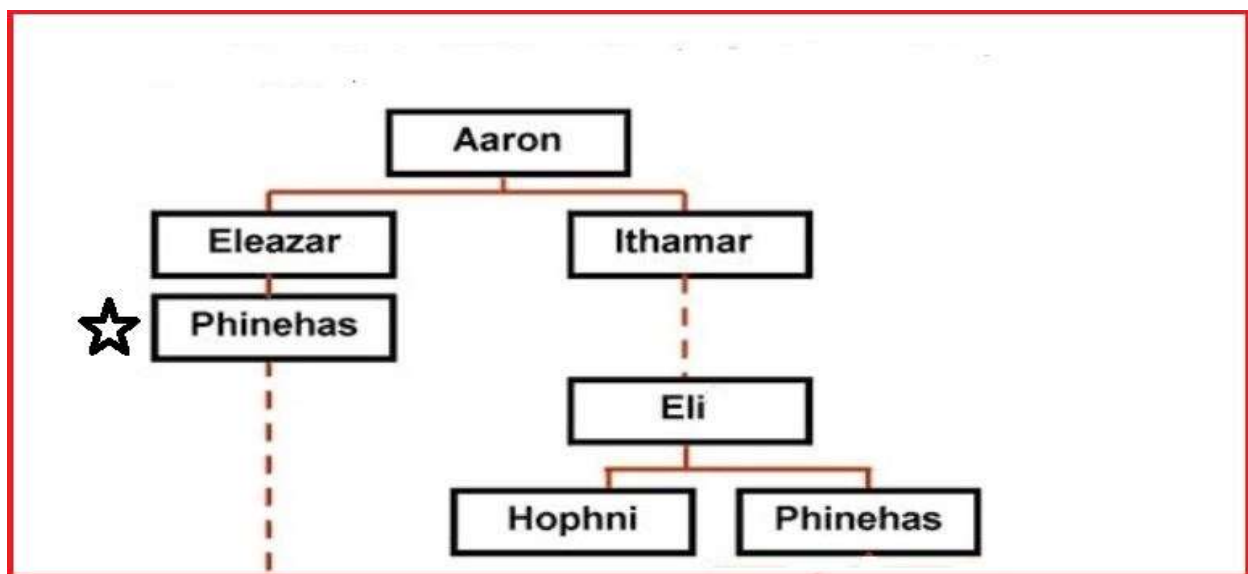 Aaron
Eleazar Ithamar
Phinehas
Eli
Hophni Phinehas